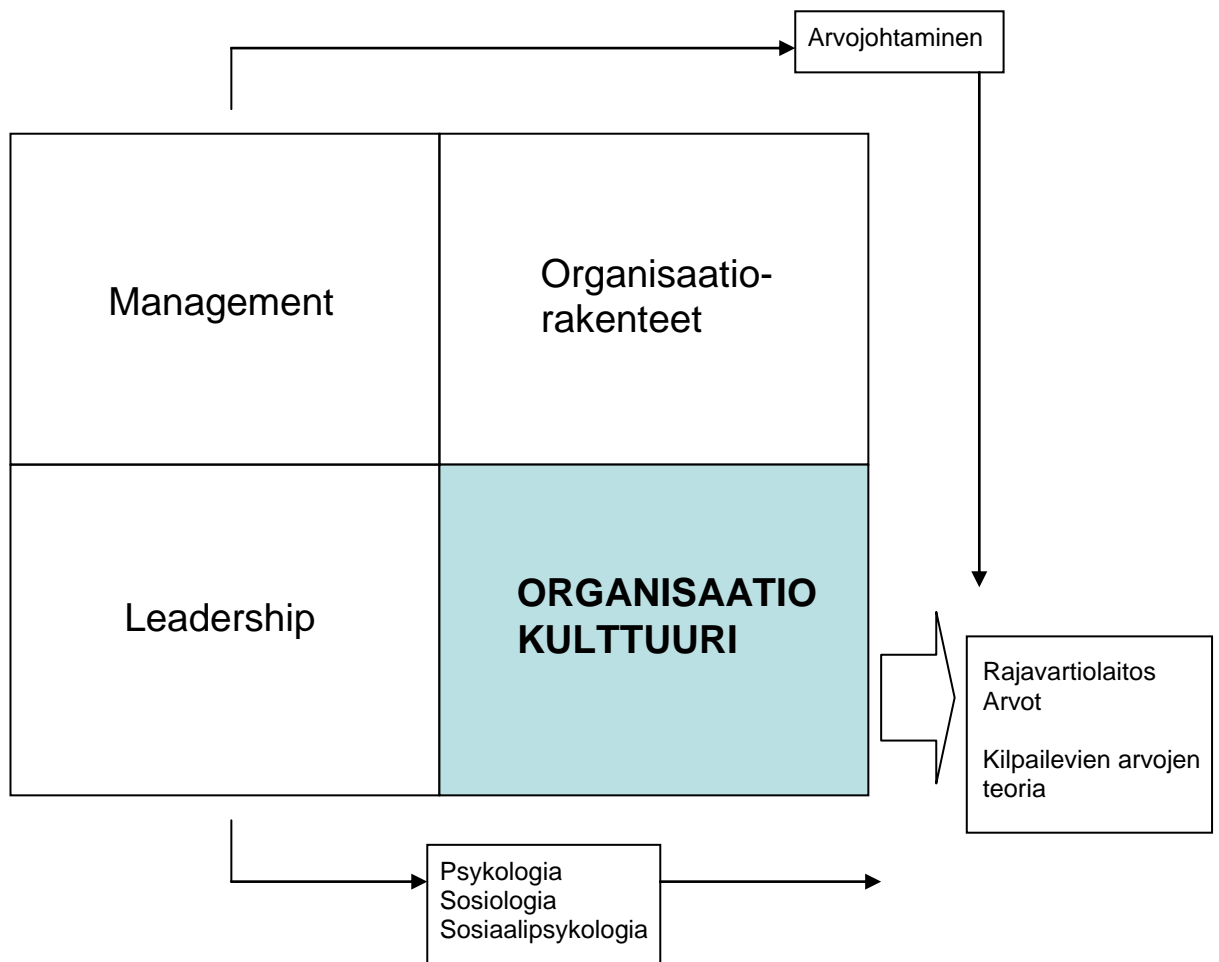 Arvojohtaminen
Management
Organisaatio-
rakenteet
Leadership
ORGANISAATIO
KULTTUURI
Rajavartiolaitos
Arvot
Kilpailevien arvojen
teoria
Psykologia
Sosiologia
Sosiaalipsykologia